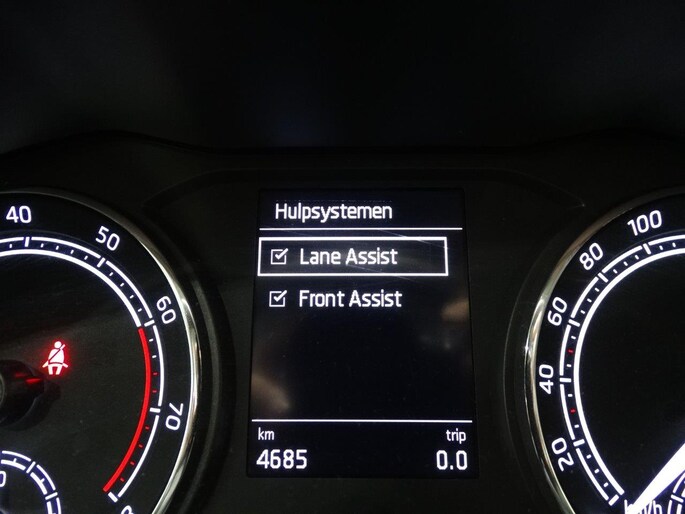 Hulpsystemen
Lane Assist
Front Assist
km trip
4685 0.0
40
50
60
70
20
40
60
80
100
km/h